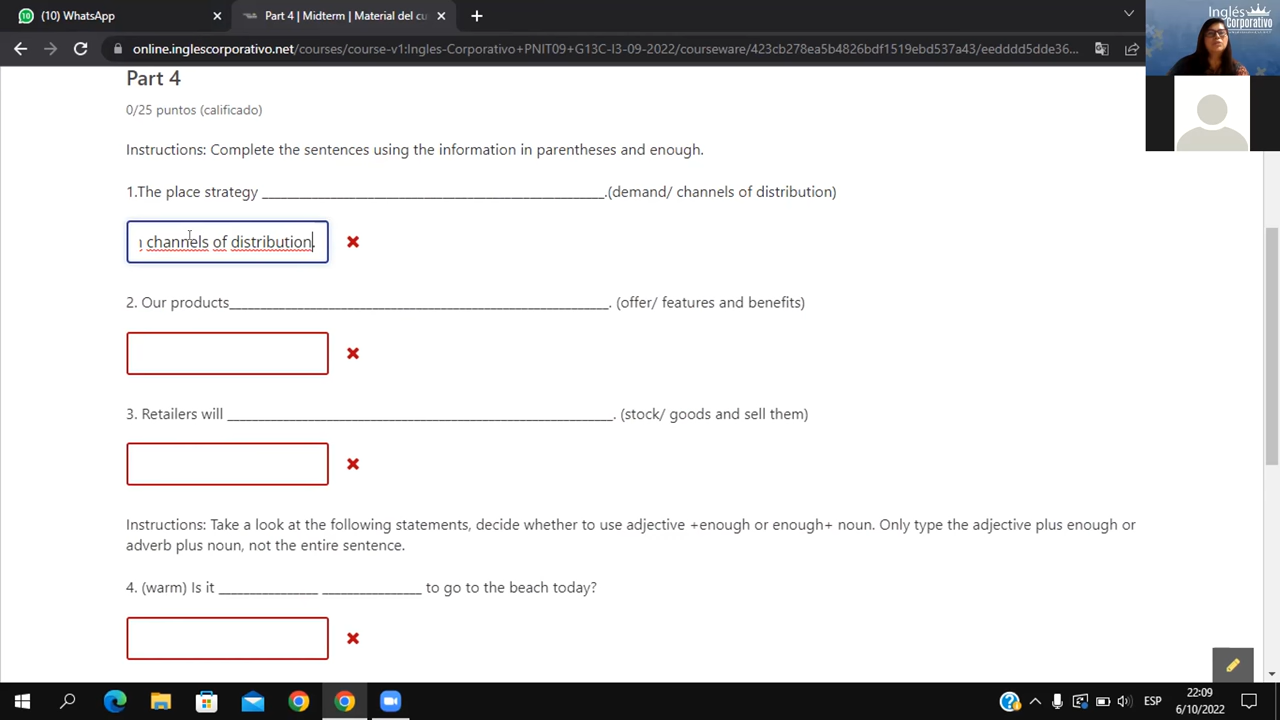 (10) WhatsApp
Part 4 | Midterm | Material del cu
Inglés
Corporativo
online.inglescorporativo.net/courses/course-v1:Ingles-Corporativo+PNIT09+G13C-I3-09-2022/courseware/423cb278ea5b4826bdf1519ebd537a43/eedddd5dde36...
Part 4
0/25 puntos (calificado)
Instructions: Complete the sentences using the information in parentheses and enough.
1.The place strategy ______________________________________________.(demand/ channels of distribution)
channels of distribution.
2. Our products___________________________________________________. (offer/ features and benefits)
3. Retailers will ____________________________________________________. (stock/ goods and sell them)
Instructions: Take a look at the following statements, decide whether to use adjective +enough or enough+ noun. Only type the adjective plus enough or
adverb plus noun, not the entire sentence.
4. (warm) Is it ______________ ______________ to go to the beach today?
ESP
22:09
6/10/2022